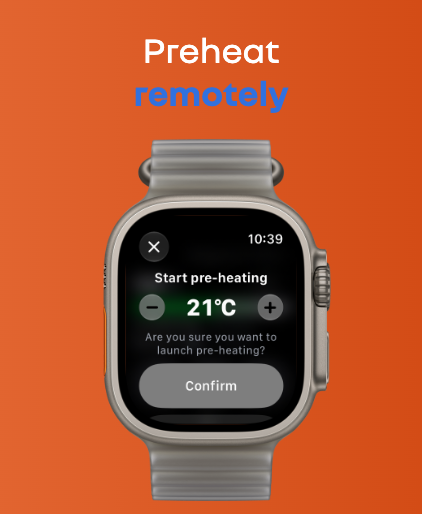 Preheat
remotely
10:39
Start pre-heating
21°C
Are you sure you want to
launch pre-heating?
Confirm